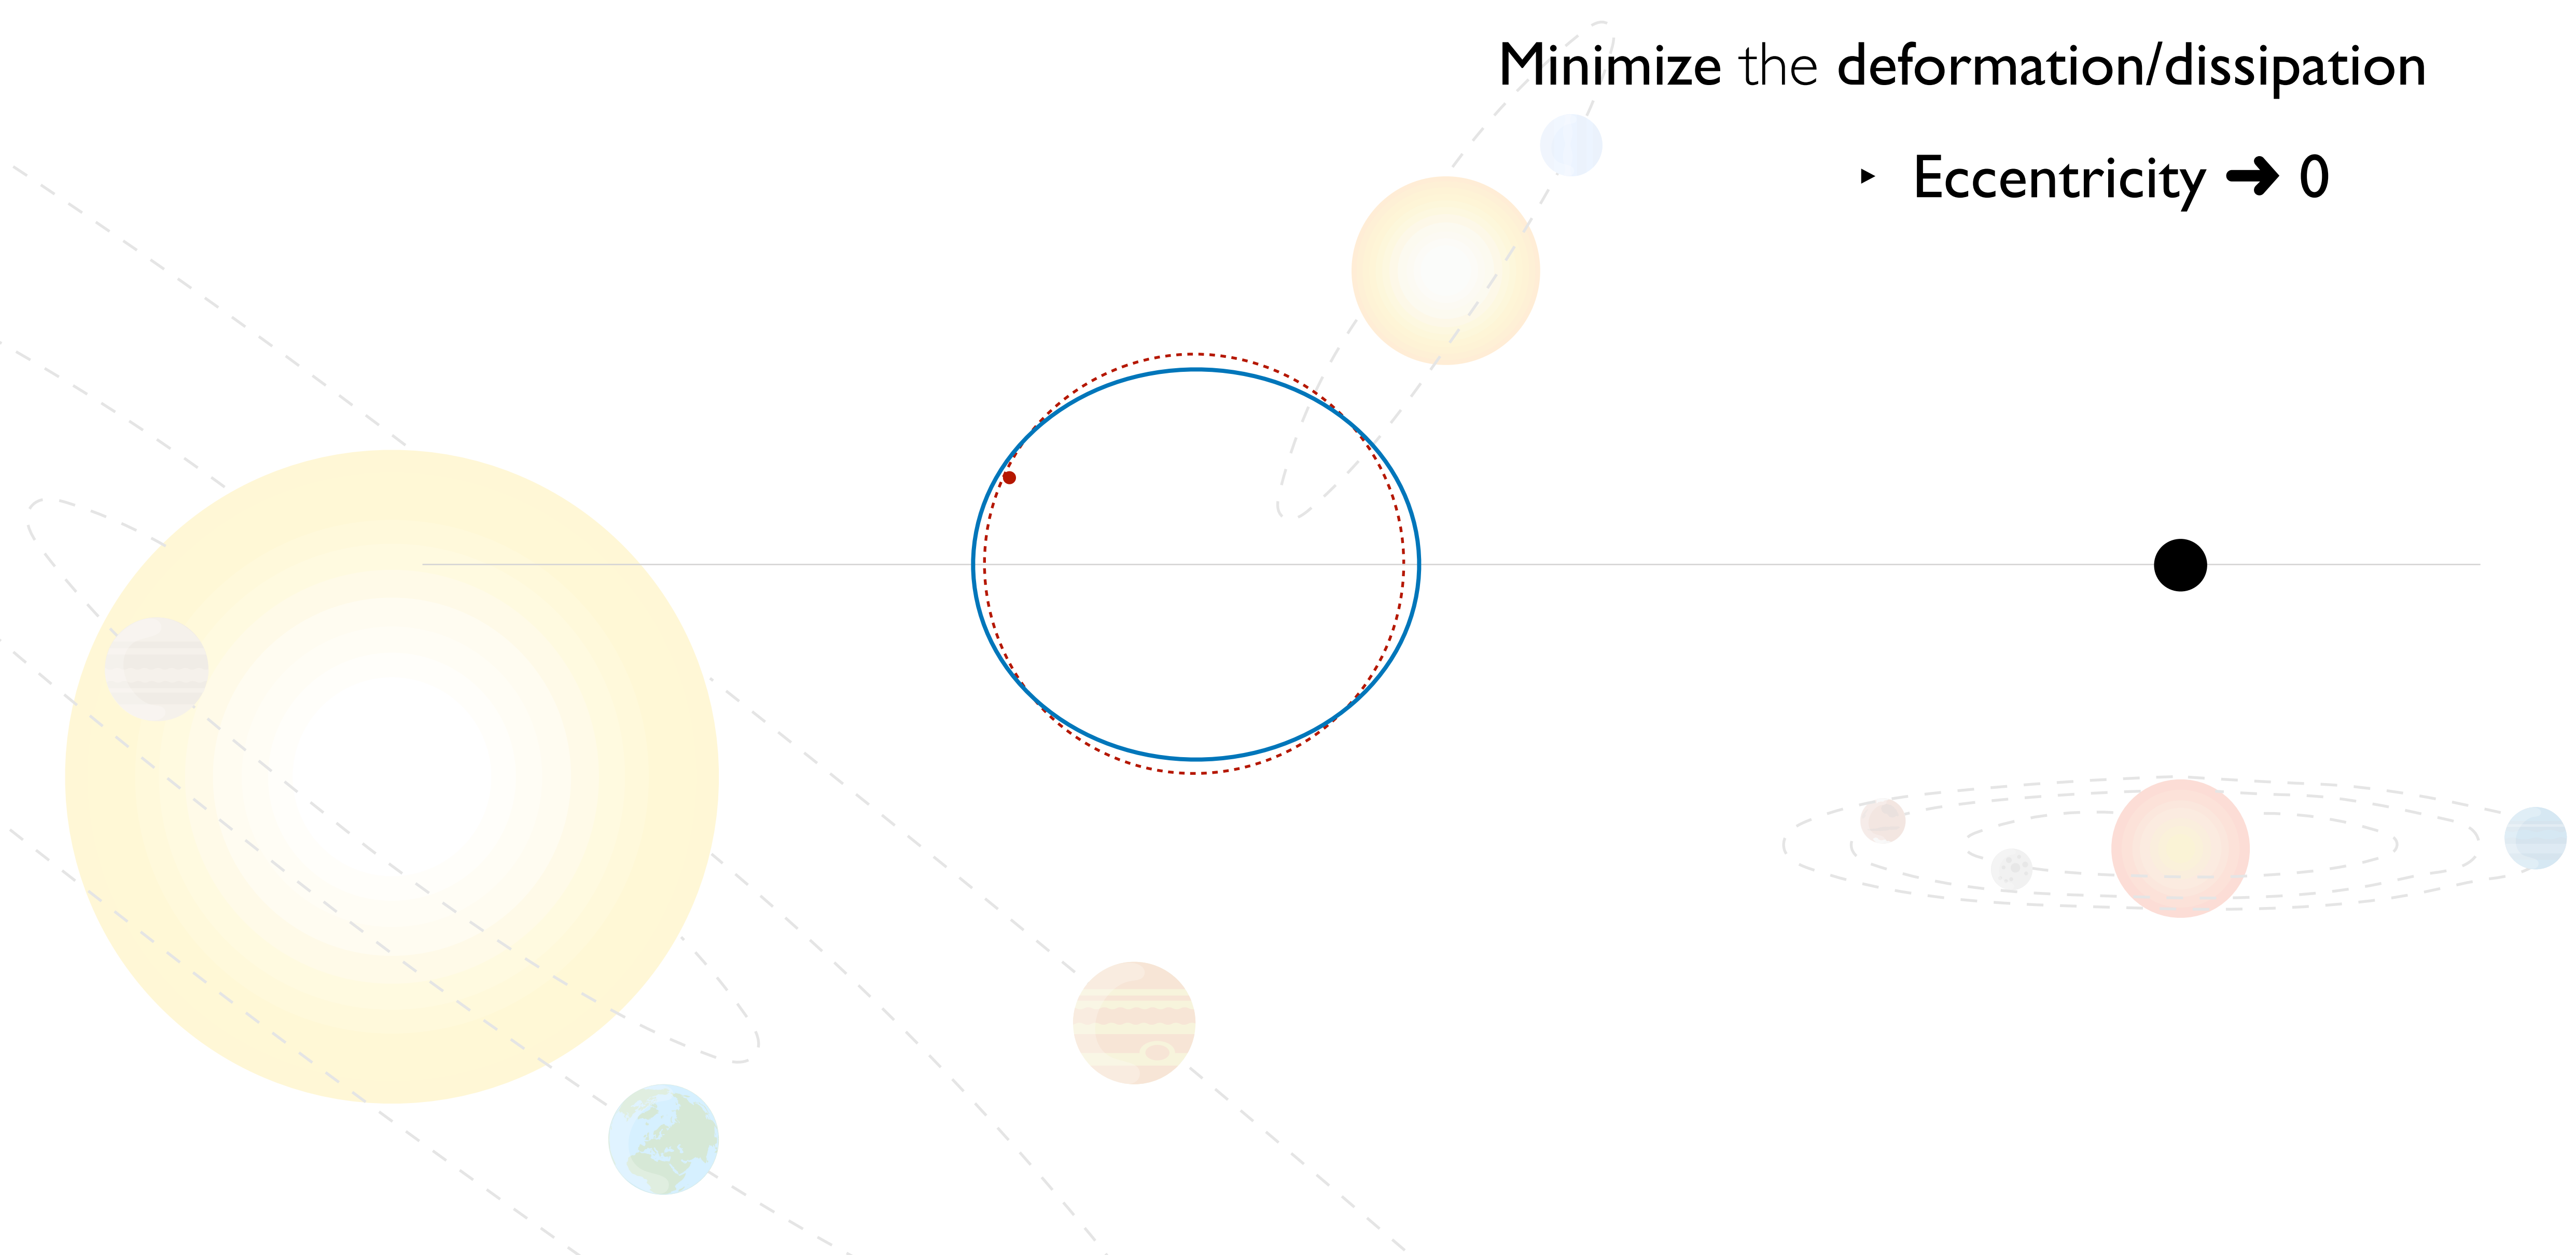 Minimize the deformation/dissipation
‣ Eccentricity ➜ 0